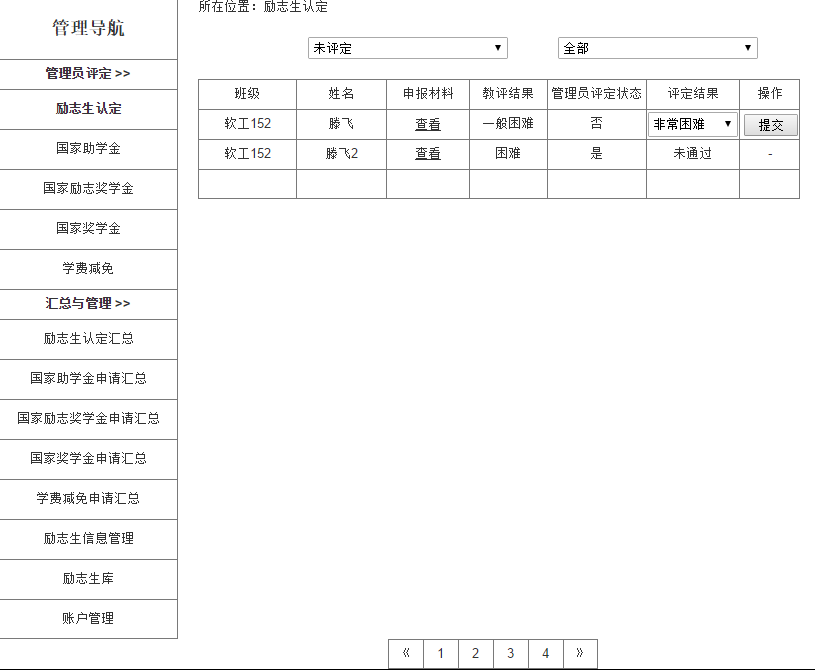 管理导航
管理员评定 >>
励志生认定
国家助学金
国家励志奖学金
国家奖学金
学费减免
汇总与管理 >>
励志生认定汇总
国家助学金申请汇总
国家励志奖学金申请汇总
国家奖学金申请汇总
学费减免申请汇总
励志生信息管理
励志生库
账户管理
所在位置：励志生认定
未评定 全部
班级 姓名 申报材料 教评结果 管理员评定状态 评定结果 操作
软工152 滕飞 查看 一般困难 否 非常困难 提交
软工152 滕飞2 查看 困难 是 未通过 -
《 1 2 3 4 》